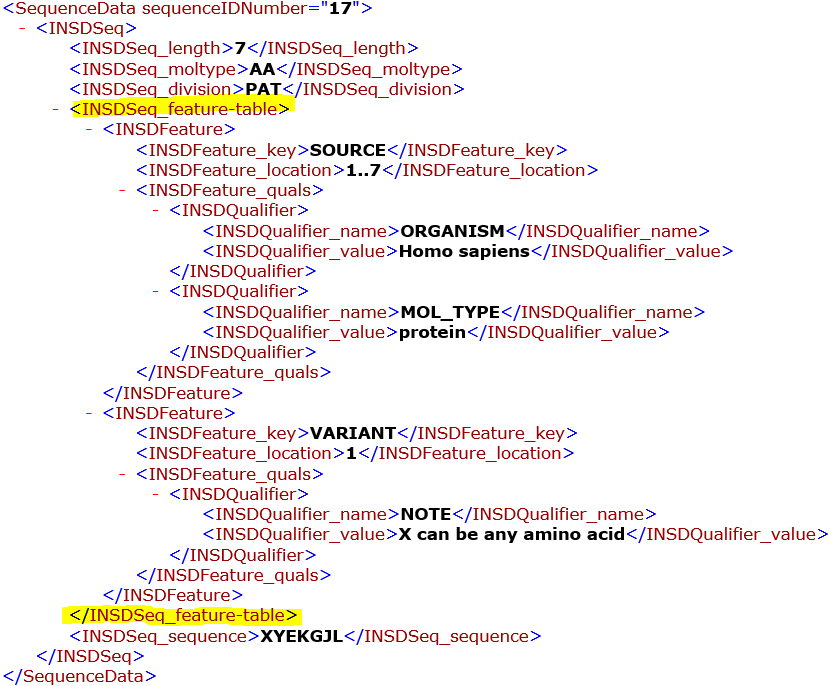 <SequenceData sequenceIDNumber="17">
- <INSDSeq>
<INSDSeq_length>7</INSDSeq_length>
<INSDSeq_moltype>AA</INSDSeq_moltype>
<INSDSeq_division>PAT</INSDSeq_division>
- <INSDSeq_feature-table>
- <INSDFeature>
<INSDFeature_key>SOURCE</INSDFeature_key>
<INSDFeature_location>1..7</INSDFeature_location>
- <INSDFeature_quals>
- <INSDQualifier>
<INSDQualifier_name>ORGANISM</INSDQualifier_name>
<INSDQualifier_value>Homo sapiens</INSDQualifier_value>
</INSDQualifier>
- <INSDQualifier>
<INSDQualifier_name>MOL_TYPE</INSDQualifier_name>
<INSDQualifier_value>protein</INSDQualifier_value>
</INSDQualifier>
</INSDFeature_quals>
</INSDFeature>
- <INSDFeature>
<INSDFeature_key>VARIANT</INSDFeature_key>
<INSDFeature_location>1</INSDFeature_location>
- <INSDFeature_quals>
- <INSDQualifier>
<INSDQualifier_name>NOTE</INSDQualifier_name>
<INSDQualifier_value>X can be any amino acid</INSDQualifier_value>
</INSDQualifier>
</INSDFeature_quals>
</INSDFeature>
</INSDSeq_feature-table>
<INSDSeq_sequence>XYEKGJL</INSDSeq_sequence>
</INSDSeq>
</SequenceData>